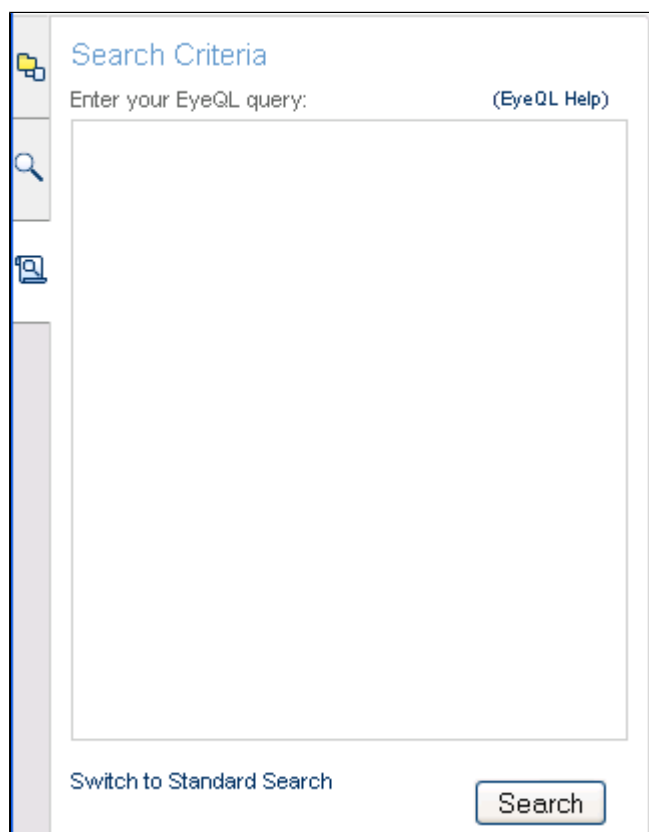 Search Criteria
Enter your EyeQL query: (EyeQL Help)
Switch to Standard Search
Search